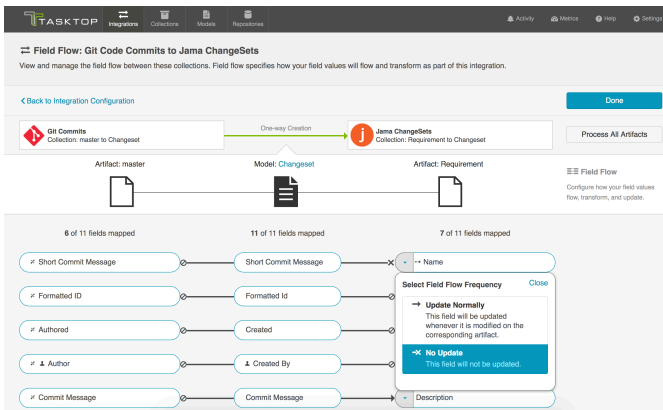 TASKTOP
Integrations
Collections
Models
Repositories
Activity
Metrics
Help
Settings
Field Flow: Git Code Commits to Jama ChangeSets
View and manage the field flow between these collections. Field flow specifies how your field values will flow and transform as part of this integration.
Back to Integration Configuration
Done
Git Commits
Collection: master to Changeset
One-way Creation
Jama ChangeSets
Collection: Requirement to Changeset
Process All Artifacts
Artifact: master
Model: Changeset
Artifact: Requirement
Field Flow
Configure how your field values
flow, transform, and update.
6 of 11 fields mapped
11 of 11 fields mapped
7 of 11 fields mapped
Short Commit Message
Short Commit Message
Name
Select Field Flow Frequency
Close
Update Normally
This field will be updated
whenever it is modified on the
corresponding artifact.
No Update
This field will not be updated.
Formatted ID
Formatted Id
Authored
Created
Author
Created By
Commit Message
Commit Message
Description